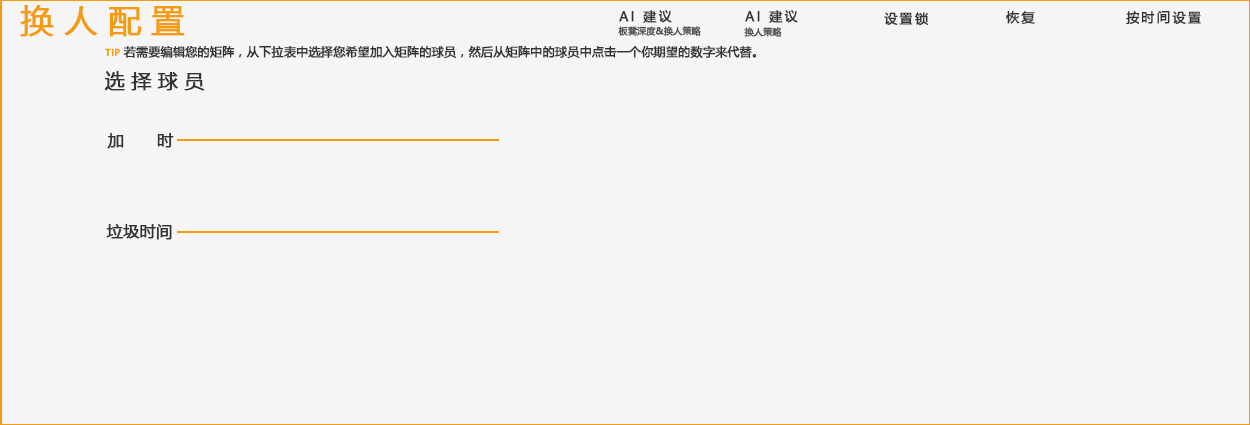 换人配置
AI 建议
板凳深度&换人策略
AI 建议
换人策略
设置锁
恢复
按时间设置
TIP 若需要编辑您的矩阵，从下拉表中选择您希望加入矩阵的球员，然后从矩阵中的球员中点击一个你期望的数字来代替。
选择球员
加 时
垃圾时间